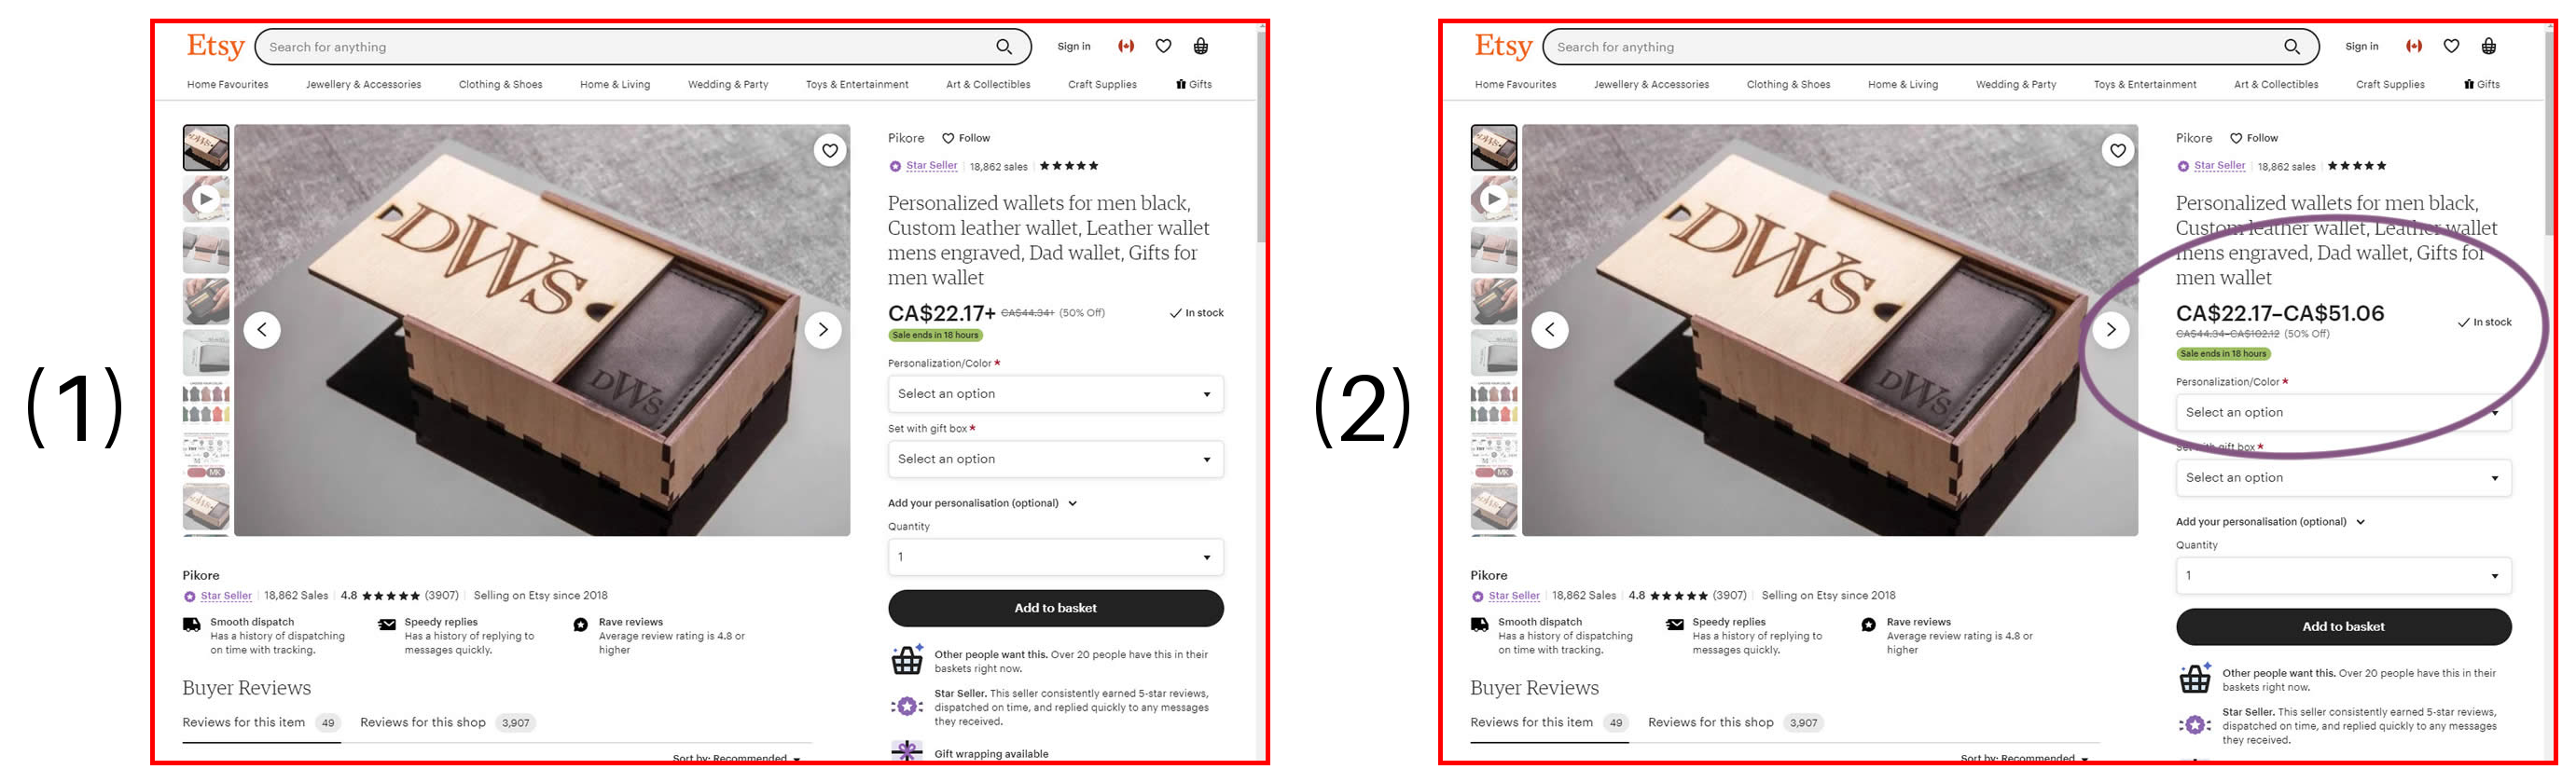 (1)
Etsy
Search for anything
Sign in
Home Favourites Jewellery & Accessories Clothing & Shoes Home & Living Wedding & Party Toys & Entertainment Art & Collectibles Craft Supplies Gifts
DWS
DWS
Pikore Follow
Star Seller 18,862 sales ★★★★★
Personalized wallets for men black,
Custom leather wallet, Leather wallet
mens engraved, Dad wallet, Gifts for
men wallet
CA$22.17+ CA$44.34+ (50% Off) In stock
Sale ends in 18 hours
Personalization/Color *
Select an option
Set with gift box *
Select an option
Add your personalisation (optional)
Quantity
1
Add to basket
Other people want this. Over 20 people have this in their
baskets right now.
Star Seller. This seller consistently earned 5-star reviews,
dispatched on time, and replied quickly to any messages
they received.
Gift wrapping available
Pikore
Star Seller 18,862 Sales 4.8 ★★★★★ (3907) Selling on Etsy since 2018
Smooth dispatch
Has a history of dispatching
on time with tracking.
Speedy replies
Has a history of replying to
messages quickly.
Rave reviews
Average review rating is 4.8 or
higher
Buyer Reviews
Reviews for this item 49 Reviews for this shop 3,907
Sort by: Recommended
(2)
Etsy
Search for anything
Sign in
Home Favourites Jewellery & Accessories Clothing & Shoes Home & Living Wedding & Party Toys & Entertainment Art & Collectibles Craft Supplies Gifts
DWS
DWS
Pikore Follow
Star Seller 18,862 sales ★★★★★
Personalized wallets for men black,
Custom leather wallet, Leather wallet
mens engraved, Dad wallet, Gifts for
men wallet
CA$22.17–CA$51.06
CA$44.34–CA$102.12 (50% Off) In stock
Sale ends in 18 hours
Personalization/Color *
Select an option
Set with gift box *
Select an option
Add your personalisation (optional)
Quantity
1
Add to basket
Other people want this. Over 20 people have this in their
baskets right now.
Star Seller. This seller consistently earned 5-star reviews,
dispatched on time, and replied quickly to any messages
they received.
Pikore
Star Seller 18,862 Sales 4.8 ★★★★★ (3907) Selling on Etsy since 2018
Smooth dispatch
Has a history of dispatching
on time with tracking.
Speedy replies
Has a history of replying to
messages quickly.
Rave reviews
Average review rating is 4.8 or
higher
Buyer Reviews
Reviews for this item 49 Reviews for this shop 3,907
Sort by: Recommended